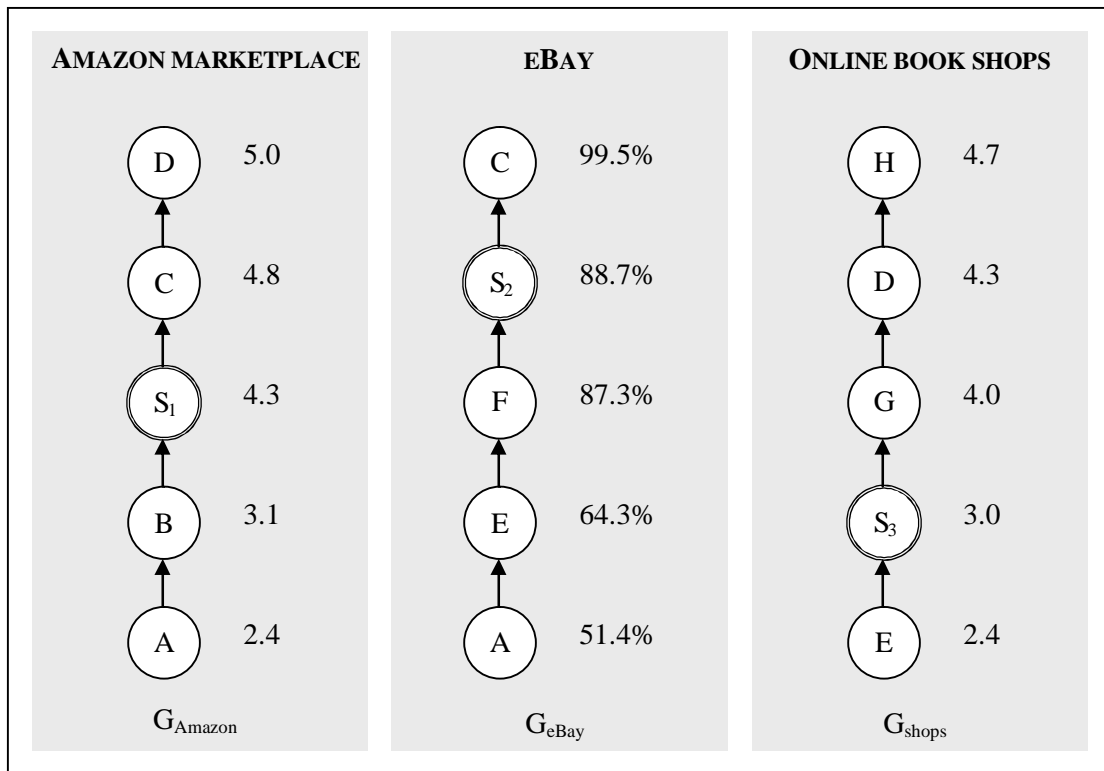 AMAZON MARKETPLACE
D 5.0
C 4.8
S1 4.3
B 3.1
A 2.4
GAmazon
EBAY
C 99.5%
S2 88.7%
F 87.3%
E 64.3%
A 51.4%
GeBay
ONLINE BOOK SHOPS
H 4.7
D 4.3
G 4.0
S3 3.0
E 2.4
Gshops